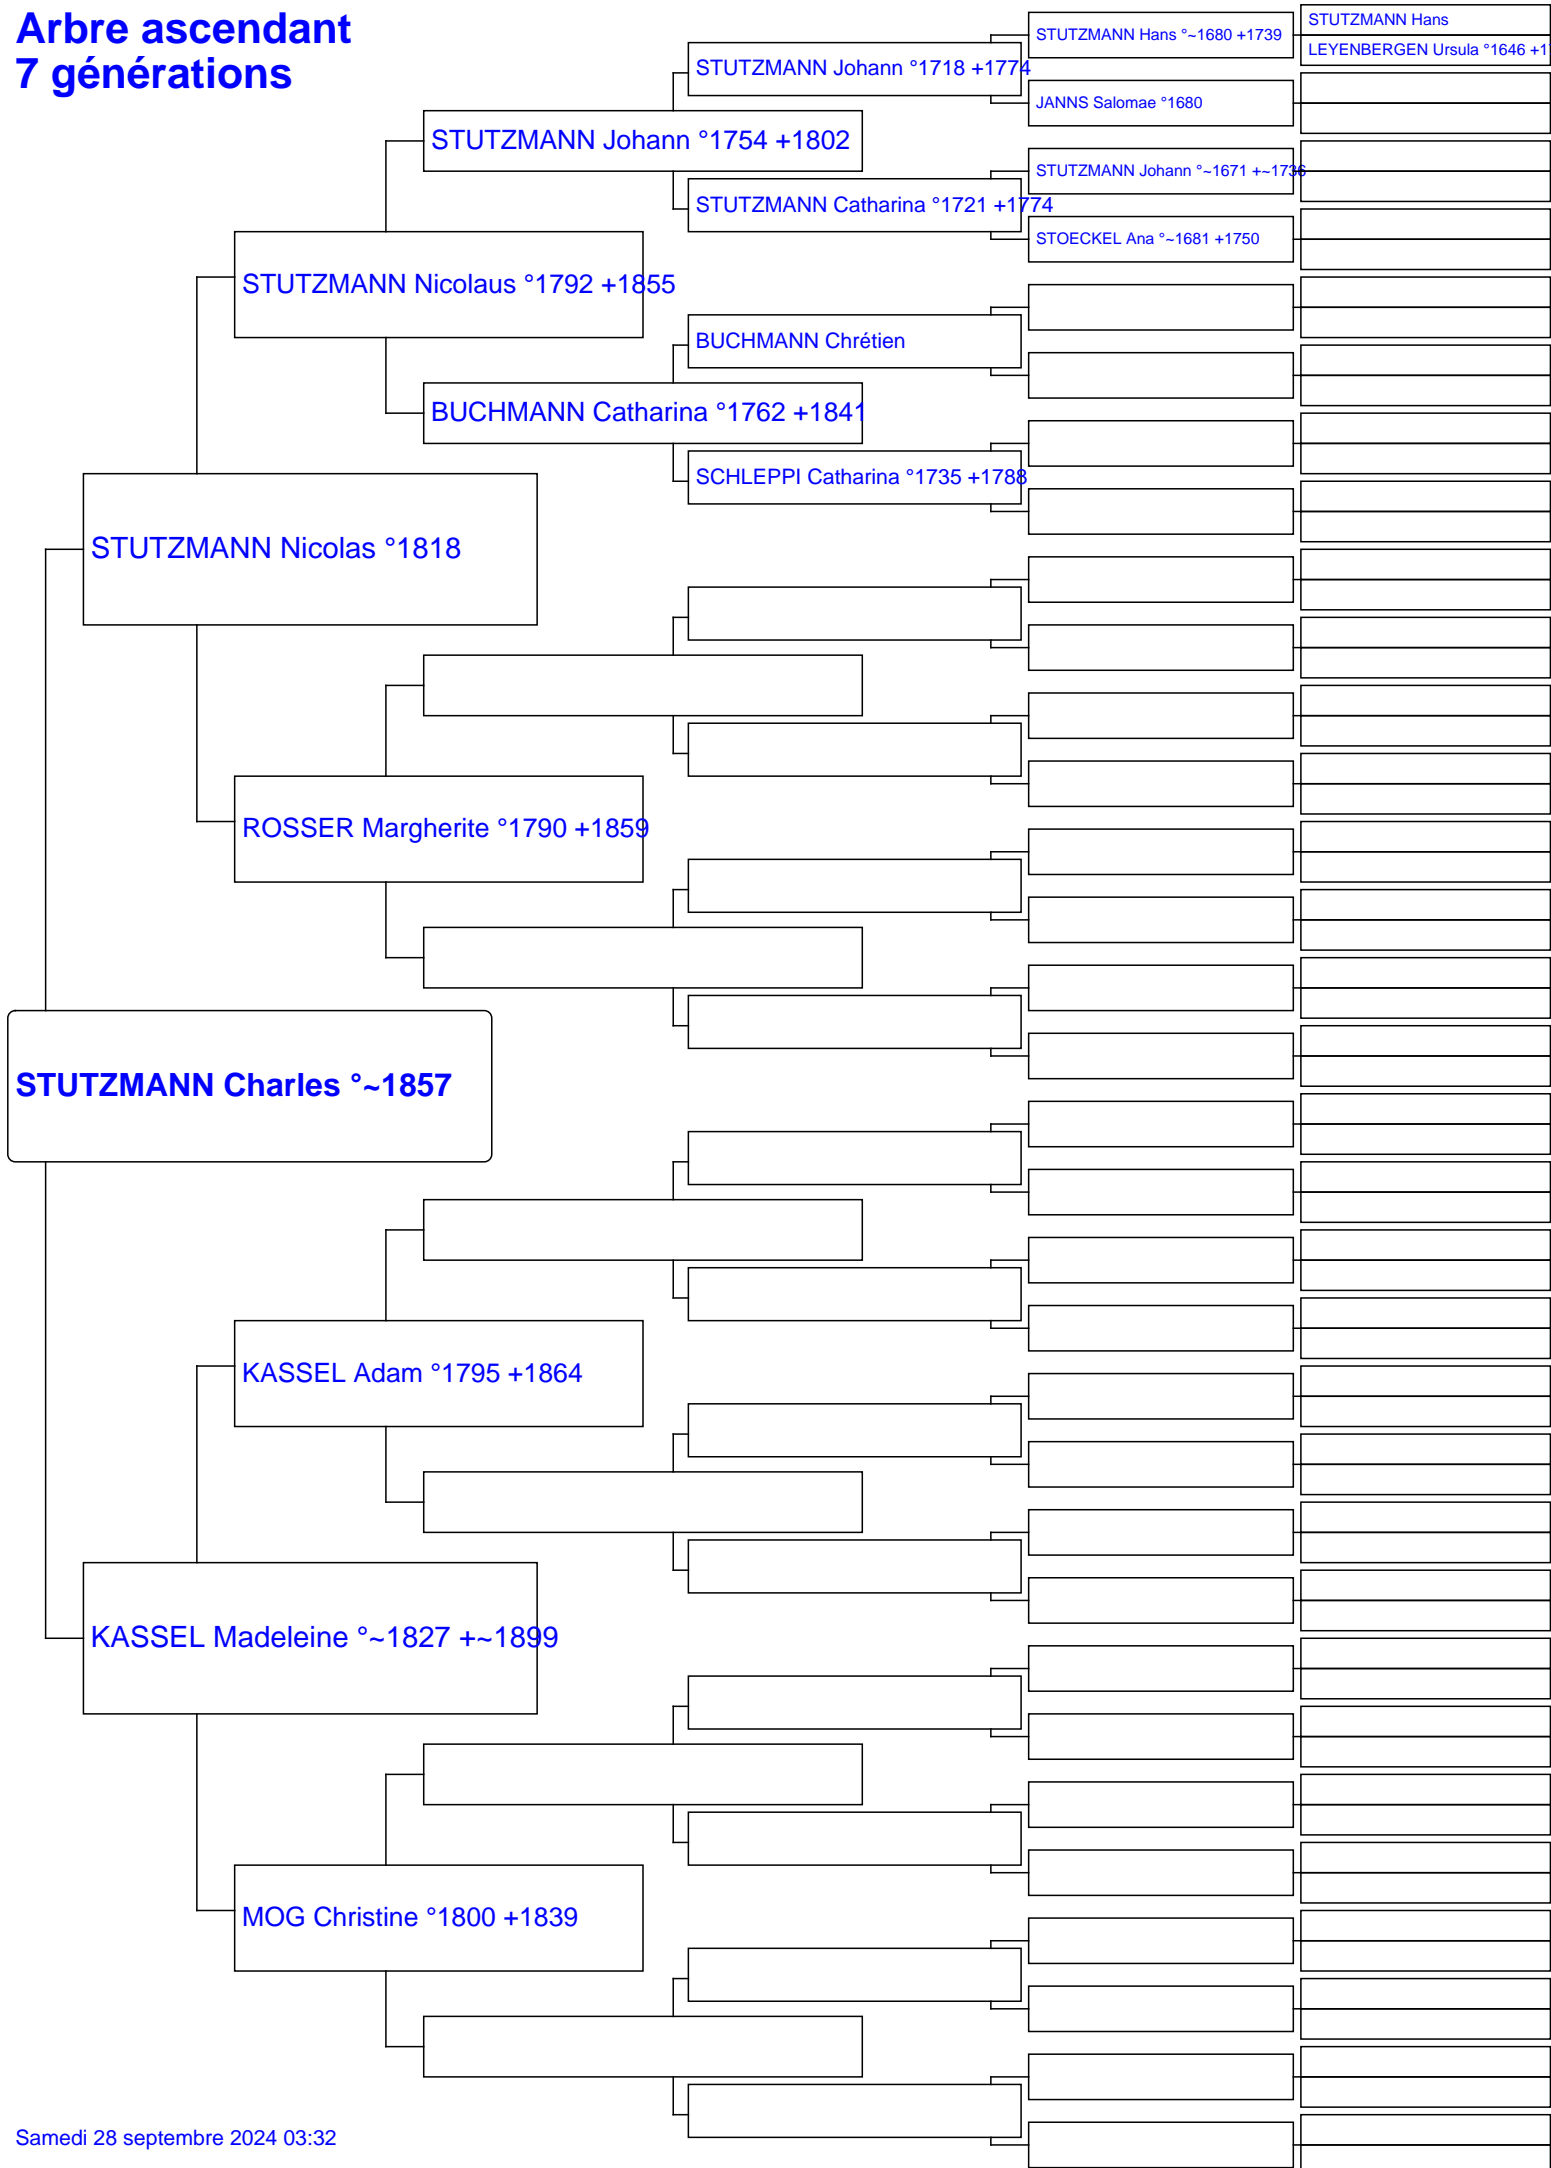 Arbre ascendant
7 générations
STUTZMANN Hans °~1680 +1739
STUTZMANN Hans
LEYENBERGEN Ursula °1646 +1
STUTZMANN Johann °1718 +1774
JANNS Salomae °1680
STUTZMANN Johann °1754 +1802
STUTZMANN Johann °~1671 +~1736
STUTZMANN Catharina °1721 +1774
STOECKEL Ana °~1681 +1750
STUTZMANN Nicolaus °1792 +1855
BUCHMANN Chrétien
BUCHMANN Catharina °1762 +1841
SCHLEPPI Catharina °1735 +1788
STUTZMANN Nicolas °1818
ROSSER Margherite °1790 +1859
STUTZMANN Charles °~1857
KASSEL Adam °1795 +1864
KASSEL Madeleine °~1827 +~1899
MOG Christine °1800 +1839
Samedi 28 septembre 2024 03:32